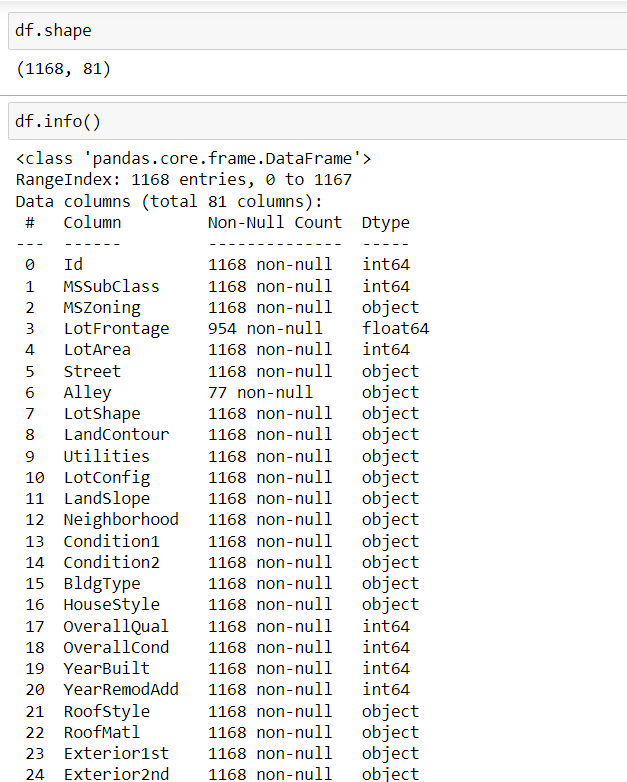 df.shape
(1168, 81)
df.info()
<class 'pandas.core.frame.DataFrame'>
RangeIndex: 1168 entries, 0 to 1167
Data columns (total 81 columns):
 #   Column         Non-Null Count  Dtype
---  ------         --------------  -----
 0   Id             1168 non-null   int64
 1   MSSubClass     1168 non-null   int64
 2   MSZoning       1168 non-null   object
 3   LotFrontage    954 non-null    float64
 4   LotArea        1168 non-null   int64
 5   Street         1168 non-null   object
 6   Alley          77 non-null     object
 7   LotShape       1168 non-null   object
 8   LandContour    1168 non-null   object
 9   Utilities      1168 non-null   object
 10  LotConfig      1168 non-null   object
 11  LandSlope      1168 non-null   object
 12  Neighborhood   1168 non-null   object
 13  Condition1     1168 non-null   object
 14  Condition2     1168 non-null   object
 15  BldgType       1168 non-null   object
 16  HouseStyle     1168 non-null   object
 17  OverallQual    1168 non-null   int64
 18  OverallCond    1168 non-null   int64
 19  YearBuilt      1168 non-null   int64
 20  YearRemodAdd   1168 non-null   int64
 21  RoofStyle      1168 non-null   object
 22  RoofMatl       1168 non-null   object
 23  Exterior1st    1168 non-null   object
 24  Exterior2nd    1168 non-null   object